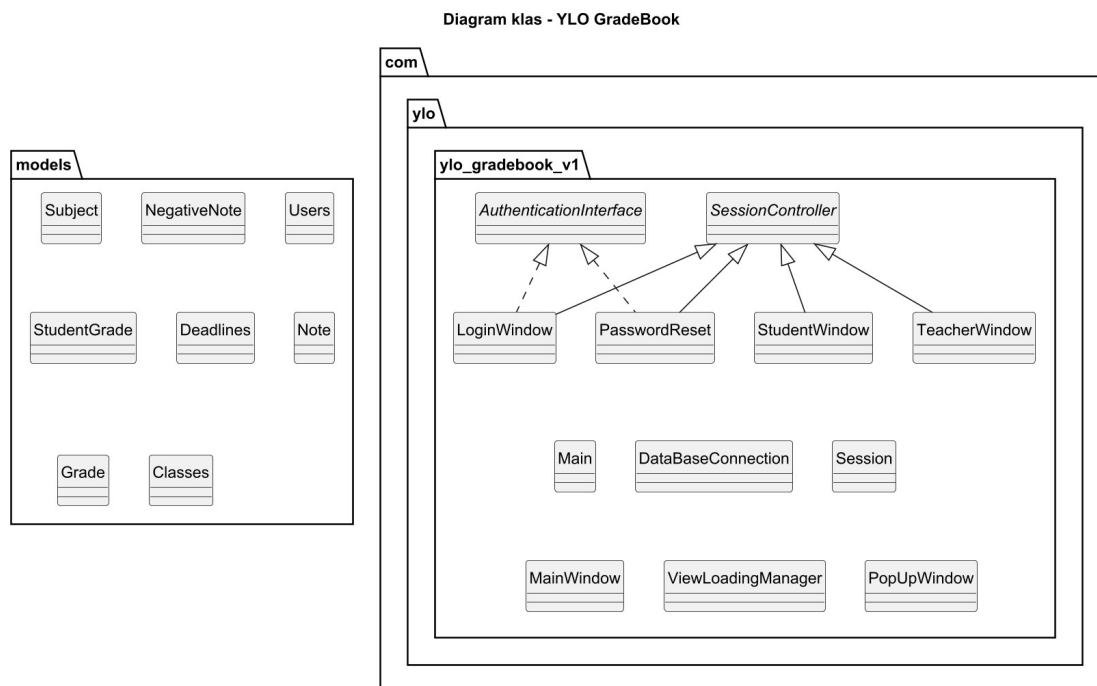 Diagram klas - YLO GradeBook
com
ylo
models
ylo_gradebook_v1
Subject
NegativeNote
Users
AuthenticationInterface
SessionController
StudentGrade
Deadlines
Note
LoginWindow
PasswordReset
StudentWindow
TeacherWindow
Grade
Classes
Main
DataBaseConnection
Session
MainWindow
ViewLoadingManager
PopUpWindow